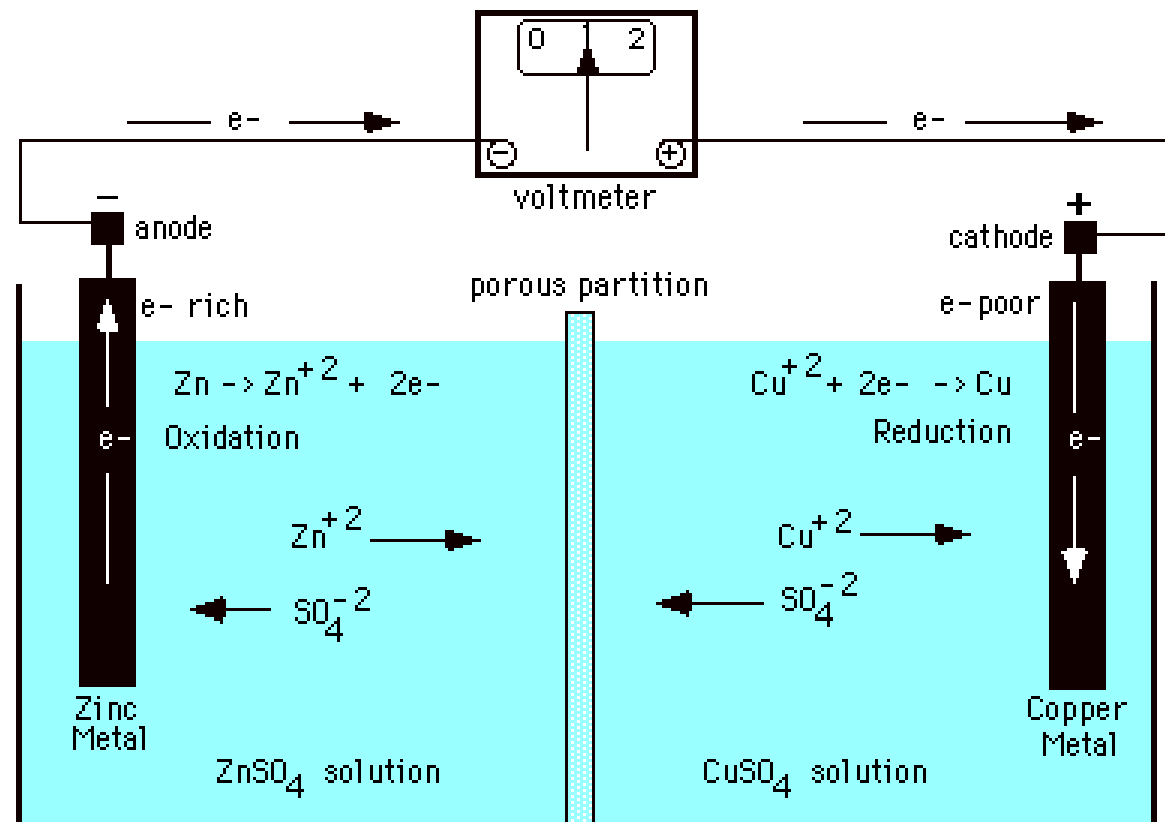 0 1 2
e- e-
− +
voltmeter
− +
anode cathode
porous partition
e- rich e-poor
Zn -> Zn+2 + 2e- Cu+2 + 2e- -> Cu
e- Oxidation Reduction e-
Zn+2 Cu+2
SO4-2 SO4-2
Zinc Copper
Metal Metal
ZnSO4 solution CuSO4 solution